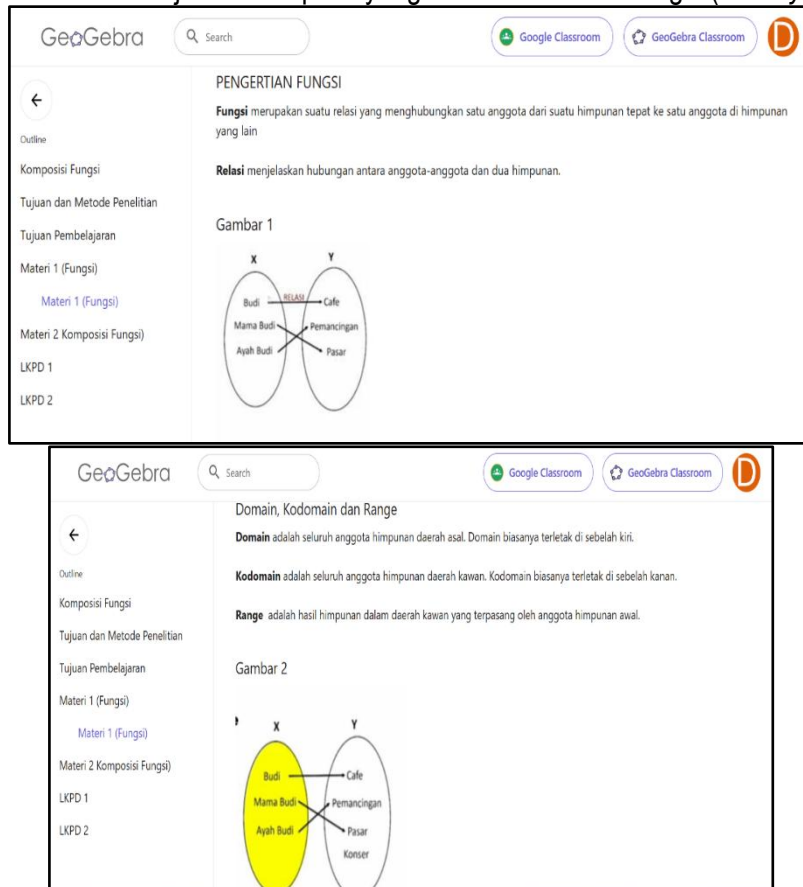 GeoGebra
Search
Google Classroom
GeoGebra Classroom
D
Outline
Komposisi Fungsi
Tujuan dan Metode Penelitian
Tujuan Pembelajaran
Materi 1 (Fungsi)
Materi 1 (Fungsi)
Materi 2 Komposisi Fungsi)
LKPD 1
LKPD 2
PENGERTIAN FUNGSI
Fungsi merupakan suatu relasi yang menghubungkan satu anggota dari suatu himpunan tepat ke satu anggota di himpunan
yang lain
Relasi menjelaskan hubungan antara anggota-anggota dan dua himpunan.
Gambar 1
X Y
Budi RELASI Cafe
Mama Budi Pemancingan
Ayah Budi Pasar
GeoGebra
Search
Google Classroom
GeoGebra Classroom
D
Outline
Komposisi Fungsi
Tujuan dan Metode Penelitian
Tujuan Pembelajaran
Materi 1 (Fungsi)
Materi 1 (Fungsi)
Materi 2 Komposisi Fungsi)
LKPD 1
LKPD 2
Domain, Kodomain dan Range
Domain adalah seluruh anggota himpunan daerah asal. Domain biasanya terletak di sebelah kiri.
Kodomain adalah seluruh anggota himpunan daerah kawan. Kodomain biasanya terletak di sebelah kanan.
Range adalah hasil himpunan dalam daerah kawan yang terpasang oleh anggota himpunan awal.
Gambar 2
X Y
Budi Cafe
Mama Budi Pemancingan
Ayah Budi Pasar
Konser